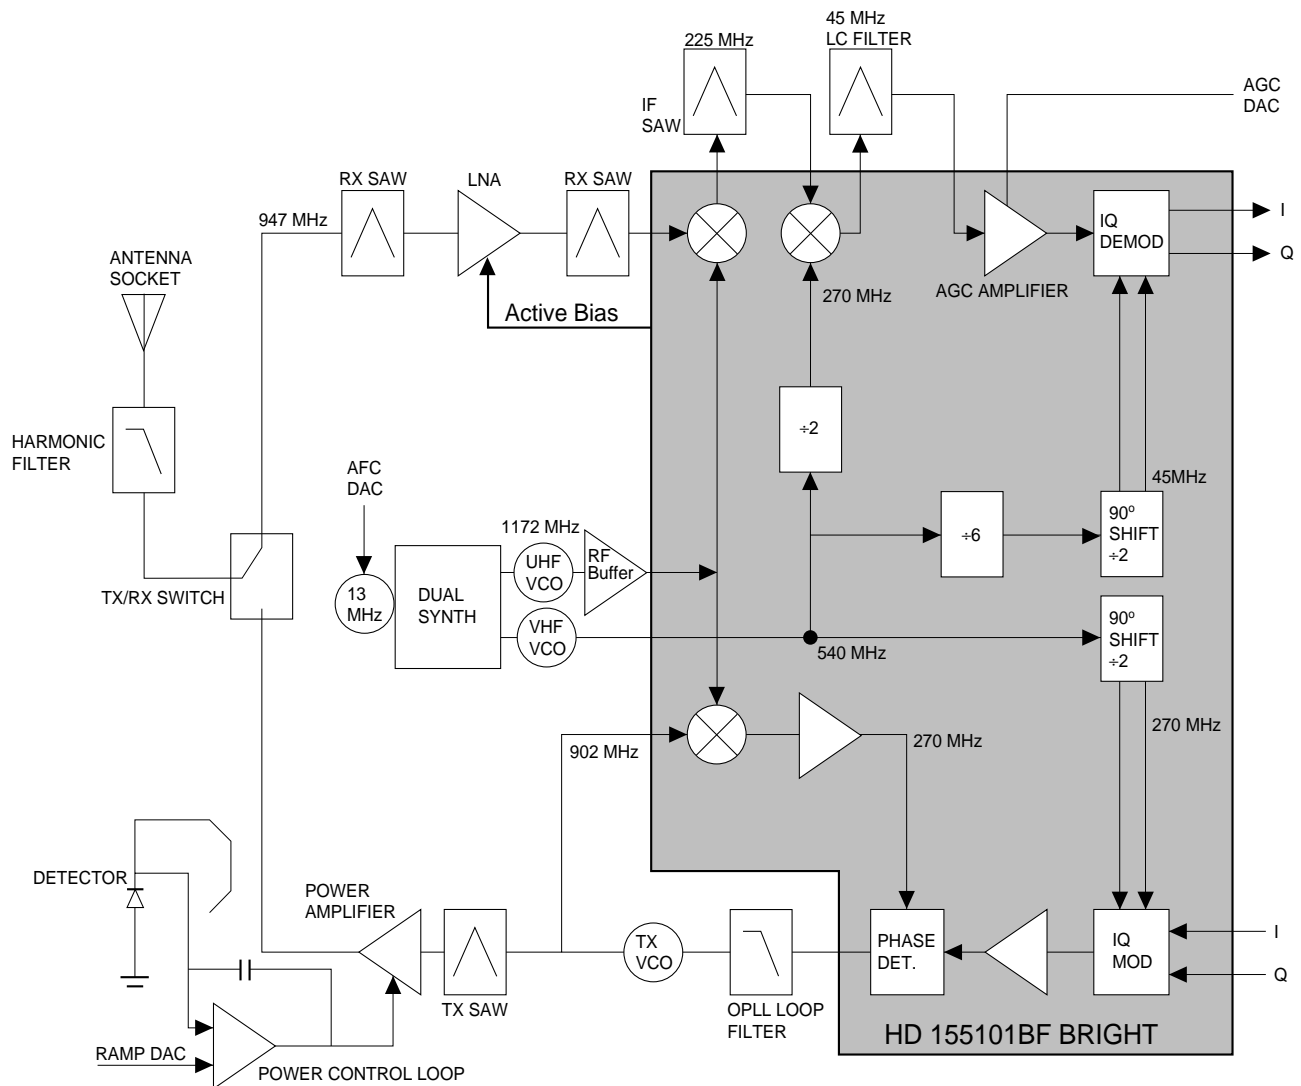 45 MHz
LC FILTER
225 MHz
AGC
DAC
IF
SAW
RX SAW
LNA
RX SAW
947 MHz
IQ
DEMOD
I
Q
ANTENNA
SOCKET
270 MHz
AGC AMPLIFIER
Active Bias
÷2
HARMONIC
FILTER
AFC
DAC
45MHz
1172 MHz
90º
SHIFT
÷2
÷6
UHF
VCO
RF
Buffer
13
MHz
DUAL
SYNTH
TX/RX SWITCH
VHF
VCO
540 MHz
90º
SHIFT
÷2
902 MHz
270 MHz
270 MHz
DETECTOR
POWER
AMPLIFIER
TX
VCO
PHASE
DET.
IQ
MOD
I
Q
TX SAW
OPLL LOOP
FILTER
HD 155101BF BRIGHT
RAMP DAC
POWER CONTROL LOOP